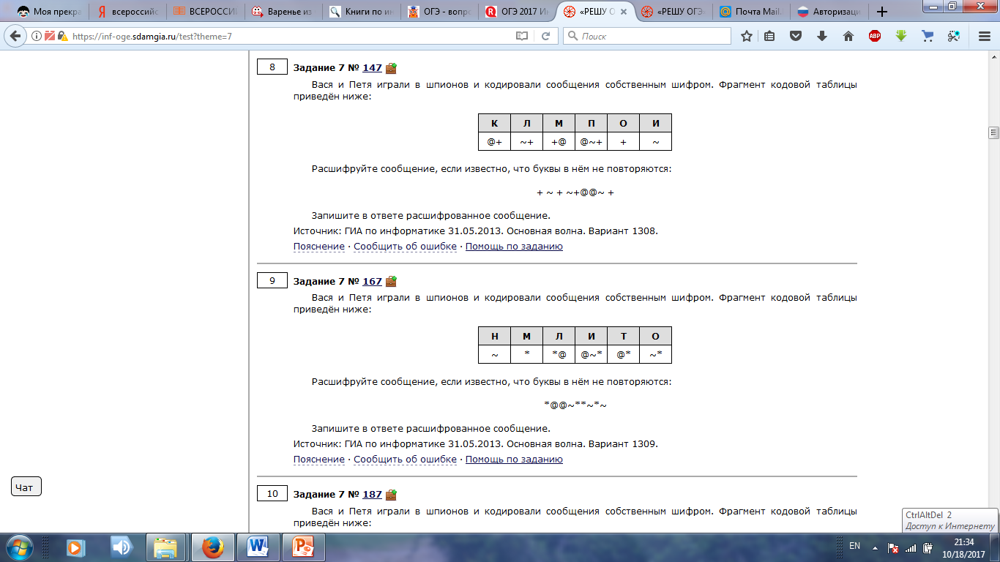 Моя прекра
всероссийс
ВСЕРОССИЙ
Варенье из
Книги по ин
ОГЭ - вопрос
ОГЭ 2017 Ин
«РЕШУ О
«РЕШУ ОГЭ»
Почта Mail.
Авторизаци
https://inf-oge.sdamgia.ru/test?theme=7
Поиск
ABP
8 Задание 7 № 147
Вася и Петя играли в шпионов и кодировали сообщения собственным шифром. Фрагмент кодовой таблицы
приведён ниже:
К Л М П О И
@+ ~+ +@ @~+ + ~
Расшифруйте сообщение, если известно, что буквы в нём не повторяются:
+ ~ + ~+@@~ +
Запишите в ответе расшифрованное сообщение.
Источник: ГИА по информатике 31.05.2013. Основная волна. Вариант 1308.
Пояснение · Сообщить об ошибке · Помощь по заданию
9 Задание 7 № 167
Вася и Петя играли в шпионов и кодировали сообщения собственным шифром. Фрагмент кодовой таблицы
приведён ниже:
Н М Л И Т О
~ * *@ @~* @* ~*
Расшифруйте сообщение, если известно, что буквы в нём не повторяются:
*@@~**~*~
Запишите в ответе расшифрованное сообщение.
Источник: ГИА по информатике 31.05.2013. Основная волна. Вариант 1309.
Пояснение · Сообщить об ошибке · Помощь по заданию
Чат
10 Задание 7 № 187
Вася и Петя играли в шпионов и кодировали сообщения собственным шифром. Фрагмент кодовой таблицы
приведён ниже:
CtrlAltDel 2
Доступ к Интернету
EN
21:34
10/18/2017